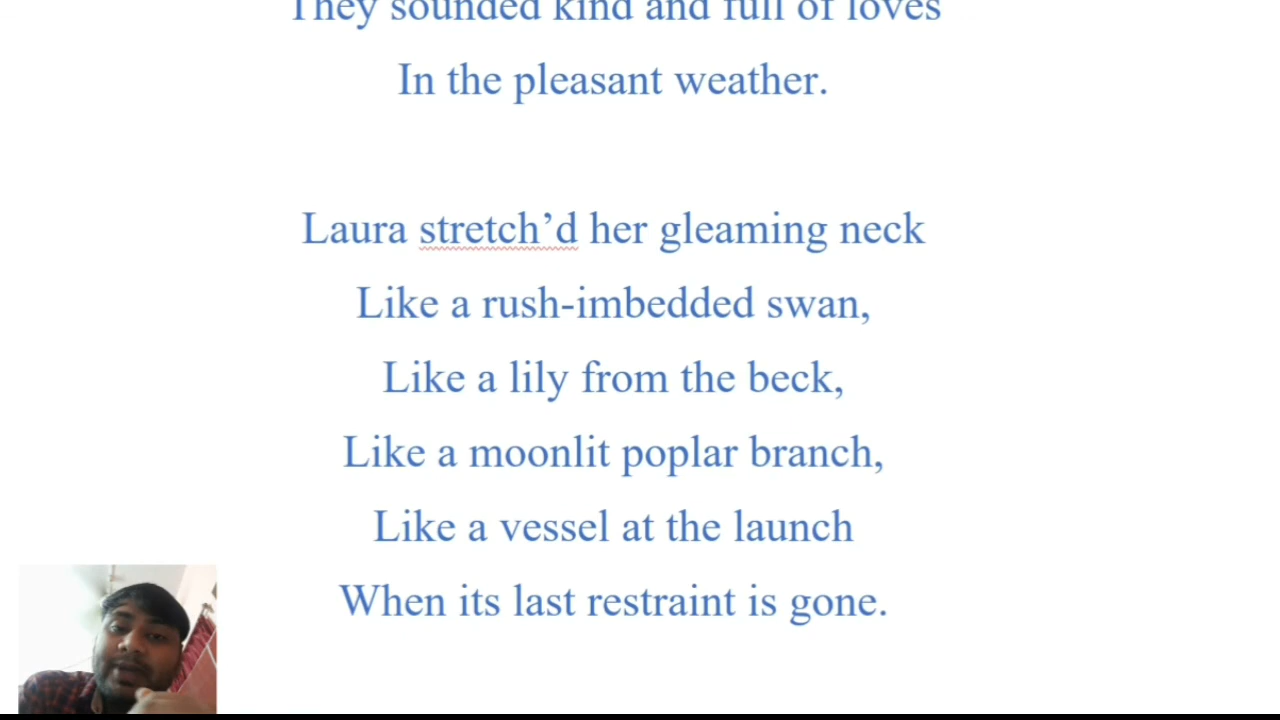 They sounded kind and full of loves
In the pleasant weather.
Laura stretch’d her gleaming neck
Like a rush-imbedded swan,
Like a lily from the beck,
Like a moonlit poplar branch,
Like a vessel at the launch
When its last restraint is gone.